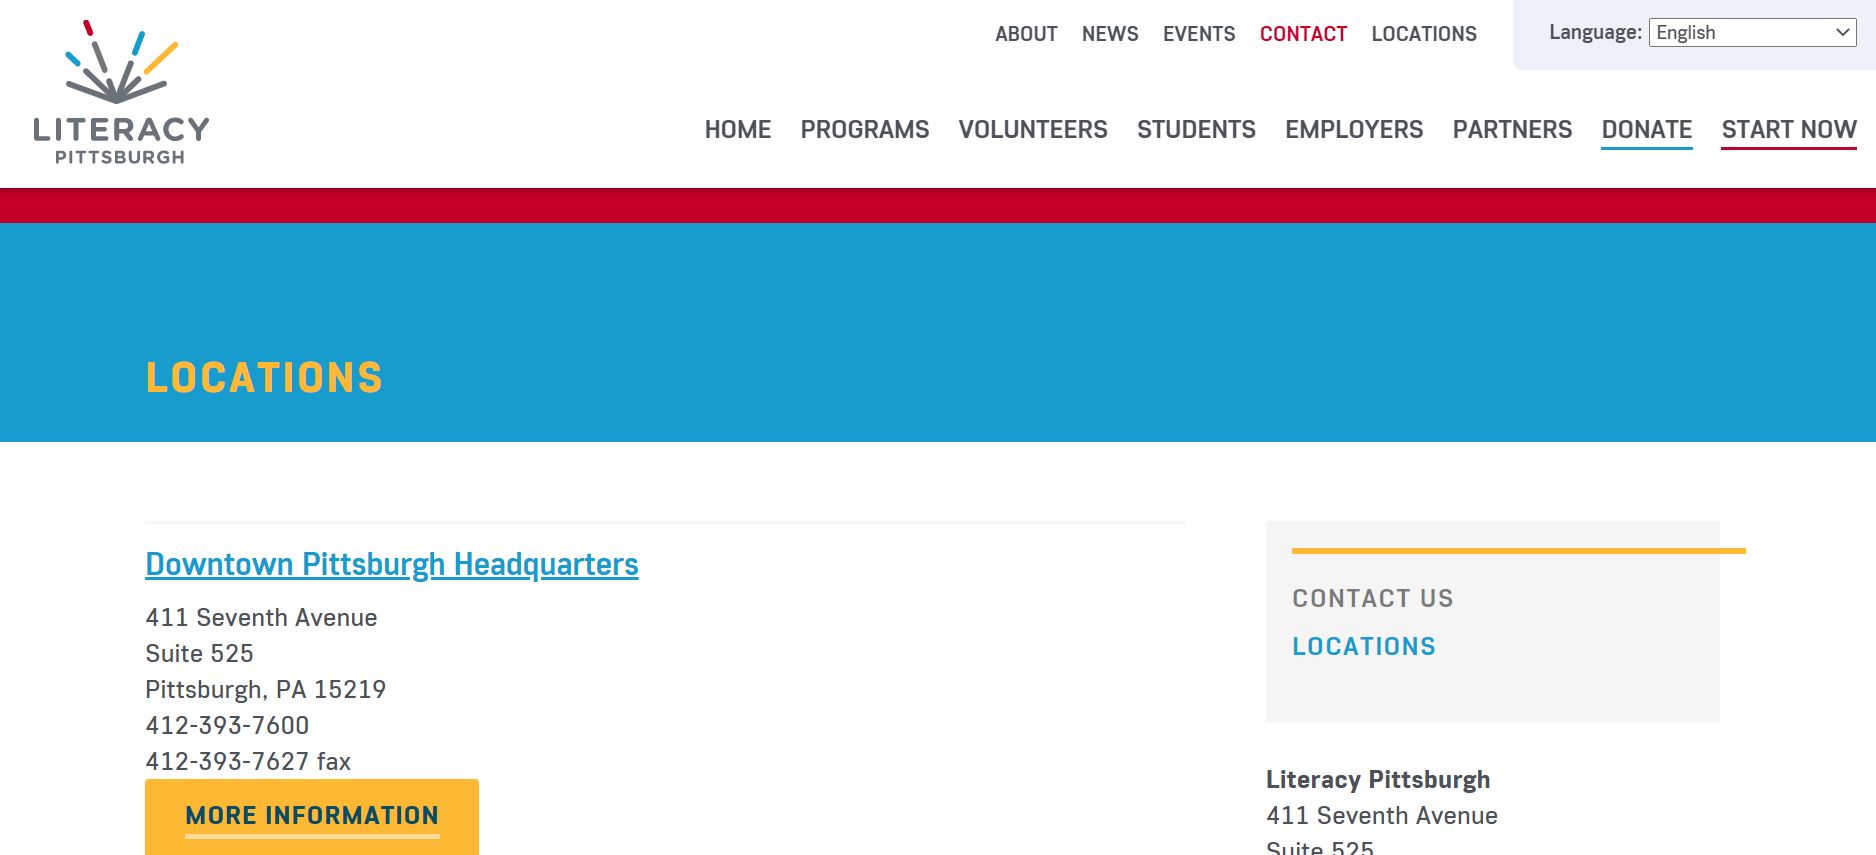 LITERACY
PITTSBURGH
ABOUT NEWS EVENTS CONTACT LOCATIONS
Language: English
HOME PROGRAMS VOLUNTEERS STUDENTS EMPLOYERS PARTNERS DONATE START NOW
LOCATIONS
Downtown Pittsburgh Headquarters
411 Seventh Avenue
Suite 525
Pittsburgh, PA 15219
412-393-7600
412-393-7627 fax
MORE INFORMATION
CONTACT US
LOCATIONS
Literacy Pittsburgh
411 Seventh Avenue
Suite 525